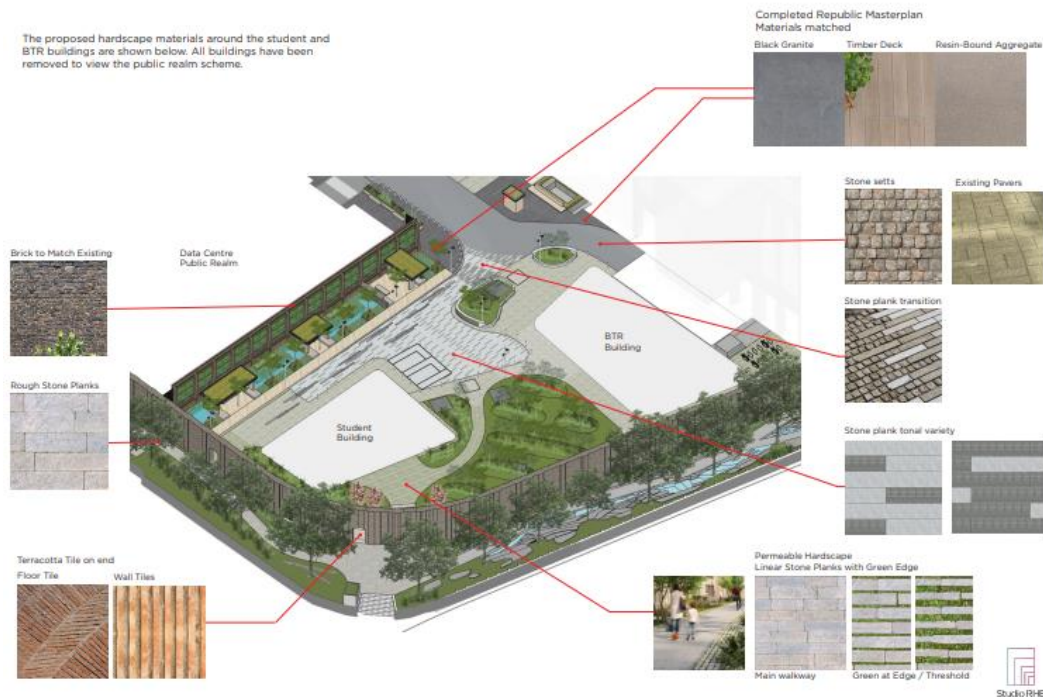 The proposed hardscape materials around the student and
BTR buildings are shown below. All buildings have been
removed to view the public realm scheme.
Completed Republic Masterplan
Materials matched
Black Granite
Timber Deck
Resin-Bound Aggregate
Stone setts
Existing Pavers
Brick to Match Existing
Data Centre
Public Realm
Stone plank transition
BTR
Building
Rough Stone Planks
Student
Building
Stone plank tonal variety
Terracotta Tile on end
Floor Tile
Wall Tiles
Permeable Hardscape
Linear Stone Planks with Green Edge
Main walkway
Green at Edge / Threshold
Studio RHE